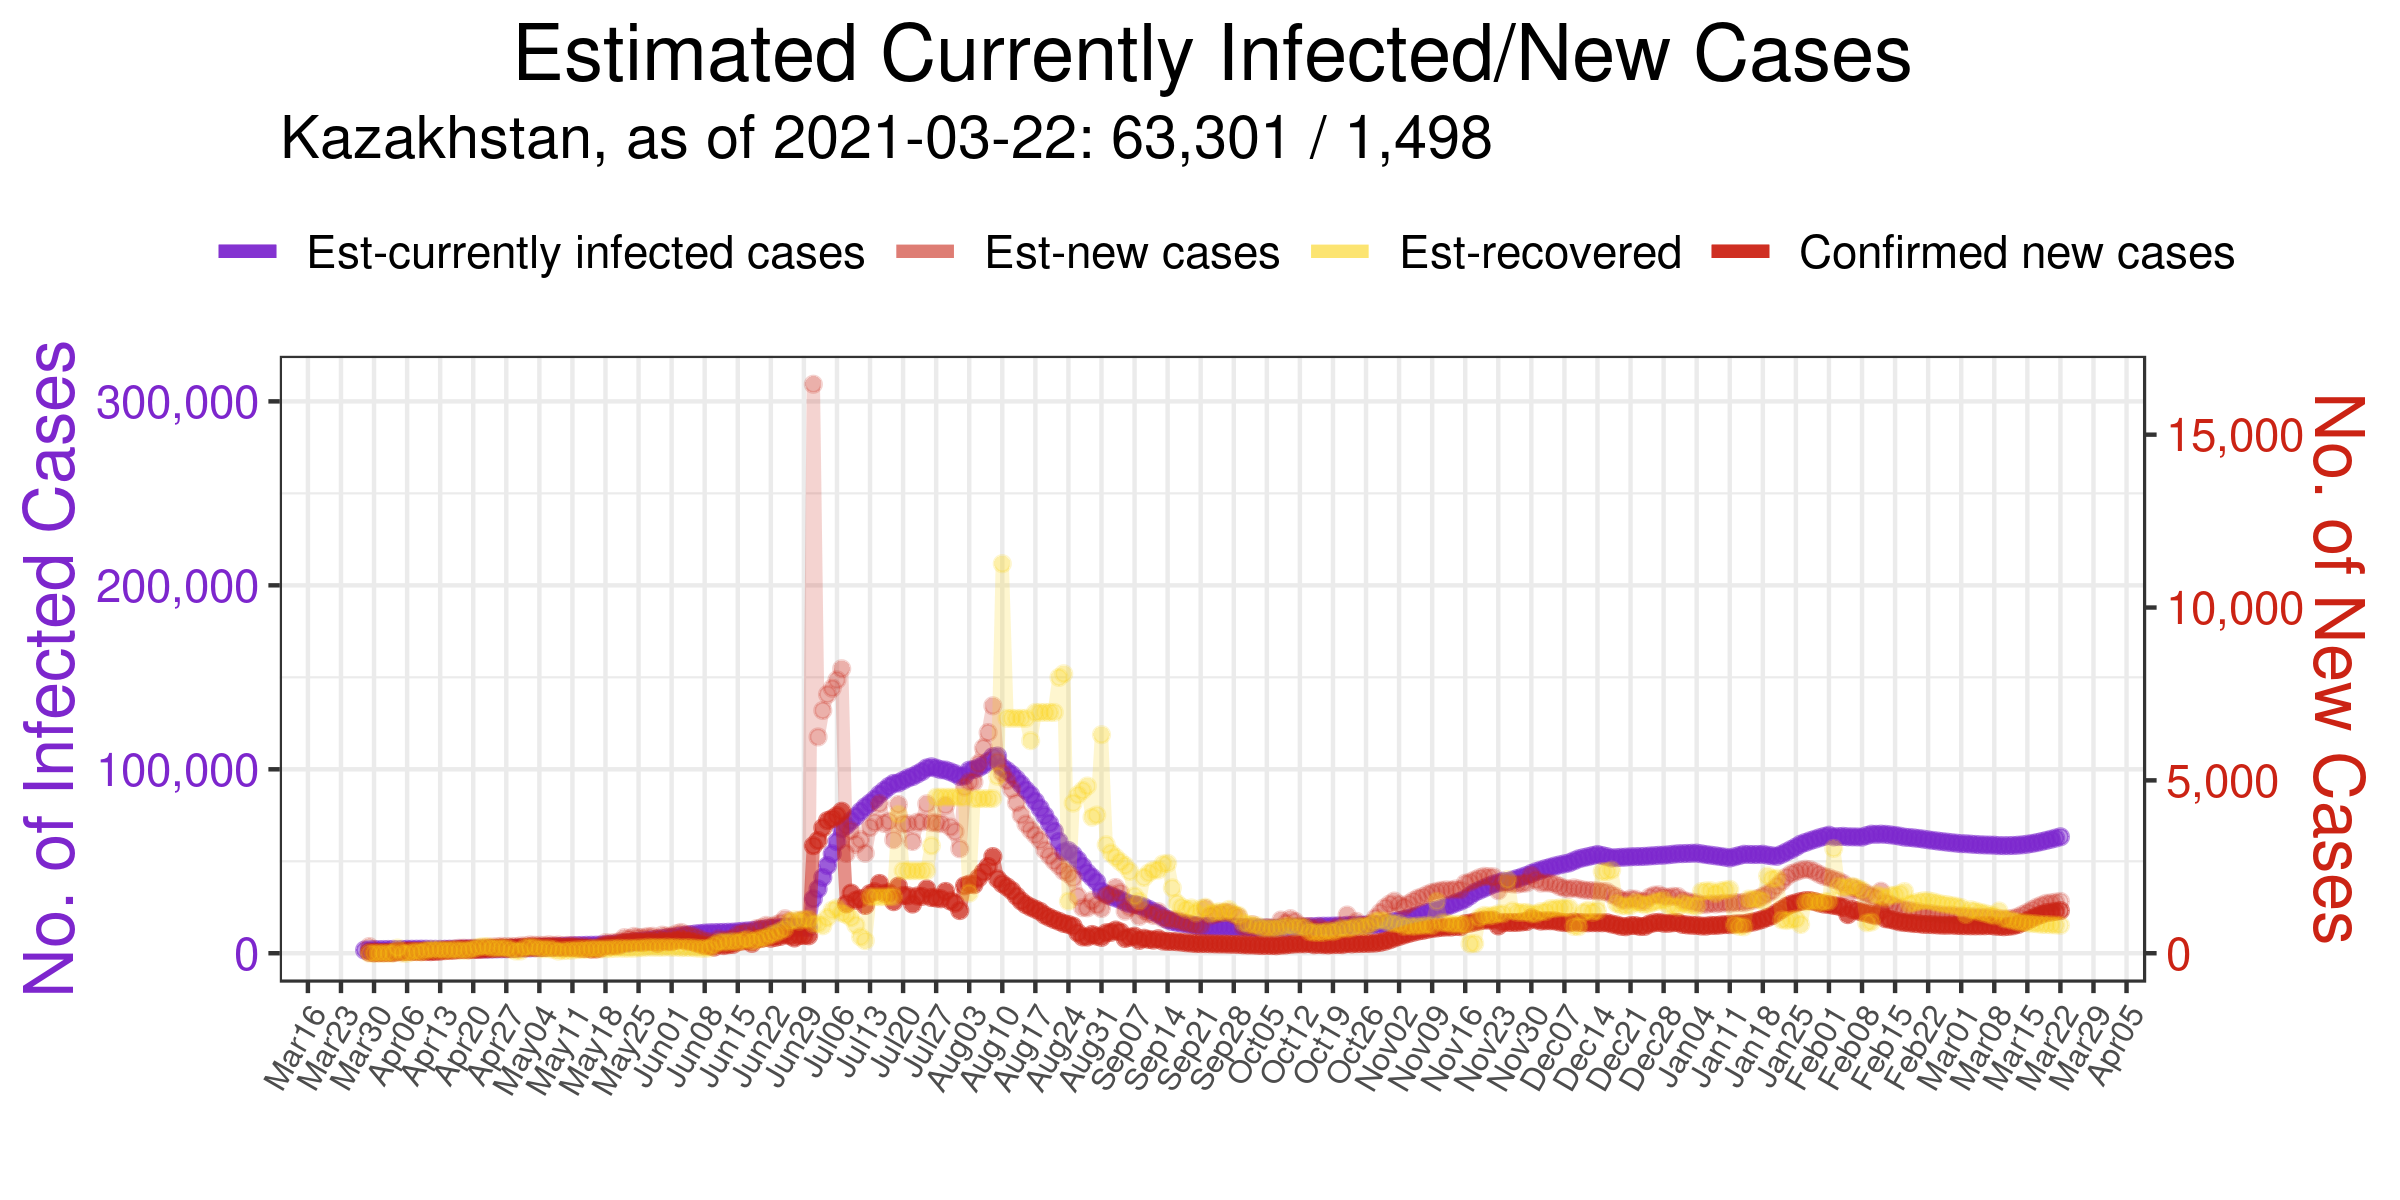 Estimated Currently Infected/New Cases
Kazakhstan, as of 2021-03-22: 63,301 / 1,498
Est-currently infected cases
Est-new cases
Est-recovered
Confirmed new cases
No. of Infected Cases
300,000
200,000
100,000
0
15,000
10,000
5,000
0
No. of New Cases
Mar16
Mar23
Mar30
Apr06
Apr13
Apr20
Apr27
May04
May11
May18
May25
Jun01
Jun08
Jun15
Jun22
Jun29
Jul06
Jul13
Jul20
Jul27
Aug03
Aug10
Aug17
Aug24
Aug31
Sep07
Sep14
Sep21
Sep28
Oct05
Oct12
Oct19
Oct26
Nov02
Nov09
Nov16
Nov23
Nov30
Dec07
Dec14
Dec21
Dec28
Jan04
Jan11
Jan18
Jan25
Feb01
Feb08
Feb15
Feb22
Mar01
Mar08
Mar15
Mar22
Mar29
Apr05